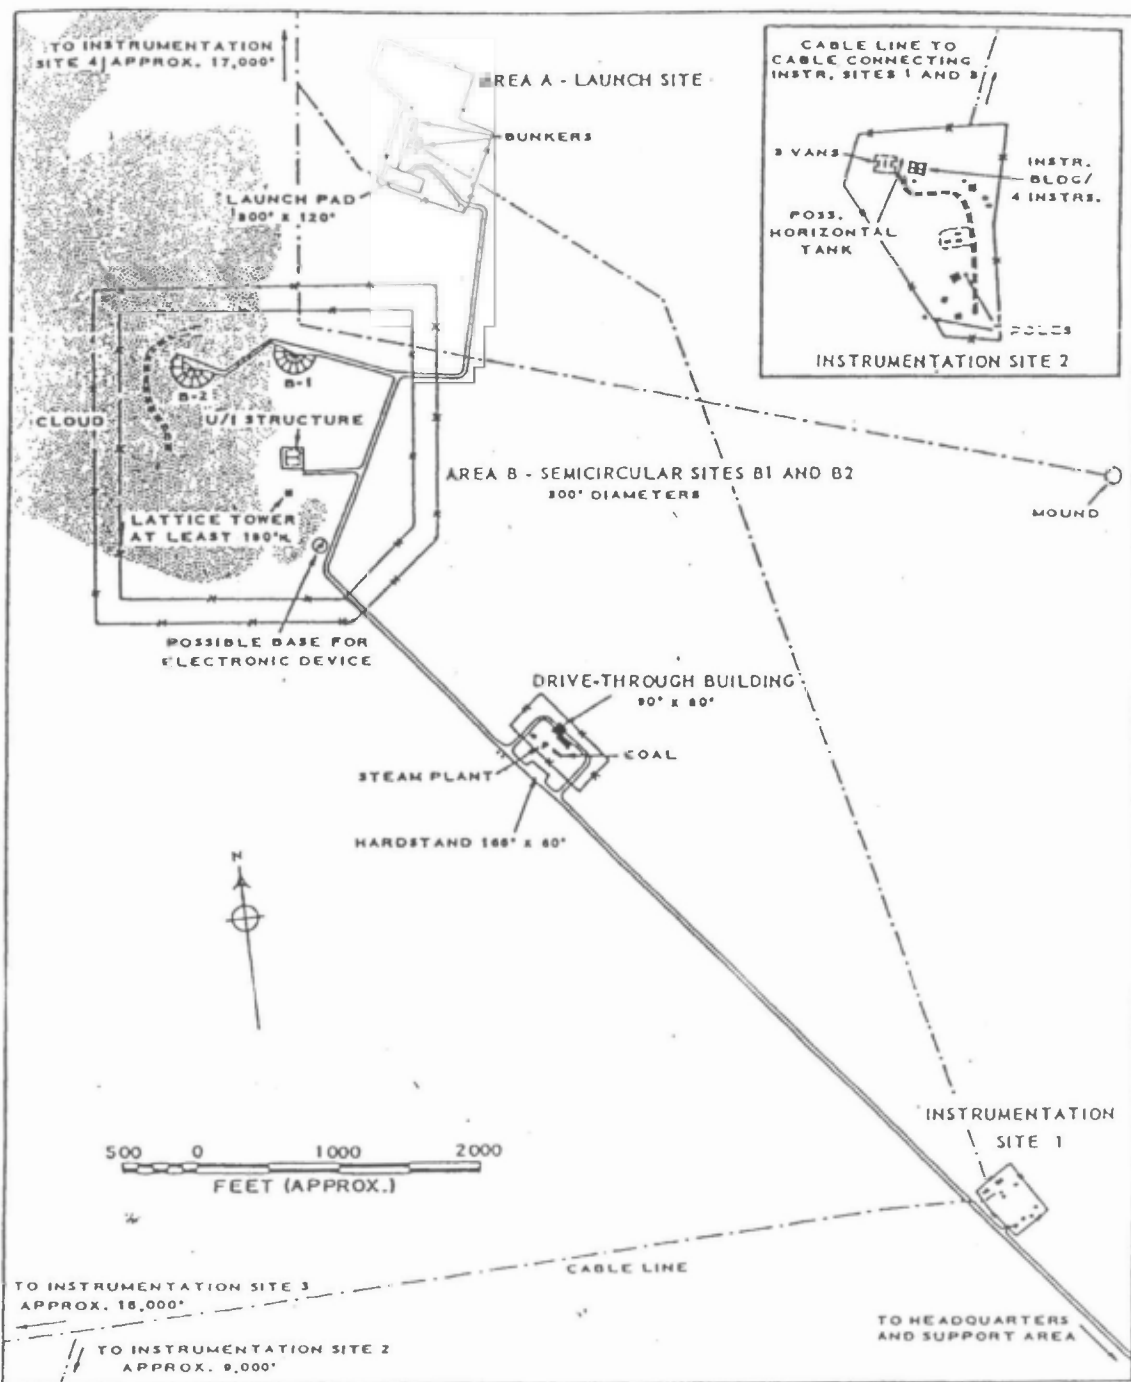 TO INSTRUMENTATION
SITE 4 APPROX. 17,000'
AREA A - LAUNCH SITE
BUNKERS
LAUNCH PAD
800' X 120'
CABLE LINE TO
CABLE CONNECTING
INSTR. SITES 1 AND 3
3 VANS
INSTR.
BLDG/
4 INSTRS.
POSS.
HORIZONTAL
TANK
POLES
INSTRUMENTATION SITE 2
B-1
B-2
CLOUD
U/I STRUCTURE
AREA B - SEMICIRCULAR SITES B1 AND B2
300' DIAMETERS
MOUND
LATTICE TOWER
AT LEAST 180'H.
POSSIBLE BASE FOR
ELECTRONIC DEVICE
DRIVE-THROUGH BUILDING
90' X 60'
COAL
STEAM PLANT
HARDSTAND 160' X 60'
N
INSTRUMENTATION
SITE 1
500 0 1000 2000
FEET (APPROX.)
CABLE LINE
TO INSTRUMENTATION SITE 3
APPROX. 18,000'
TO INSTRUMENTATION SITE 2
APPROX. 9,000'
TO HEADQUARTERS
AND SUPPORT AREA